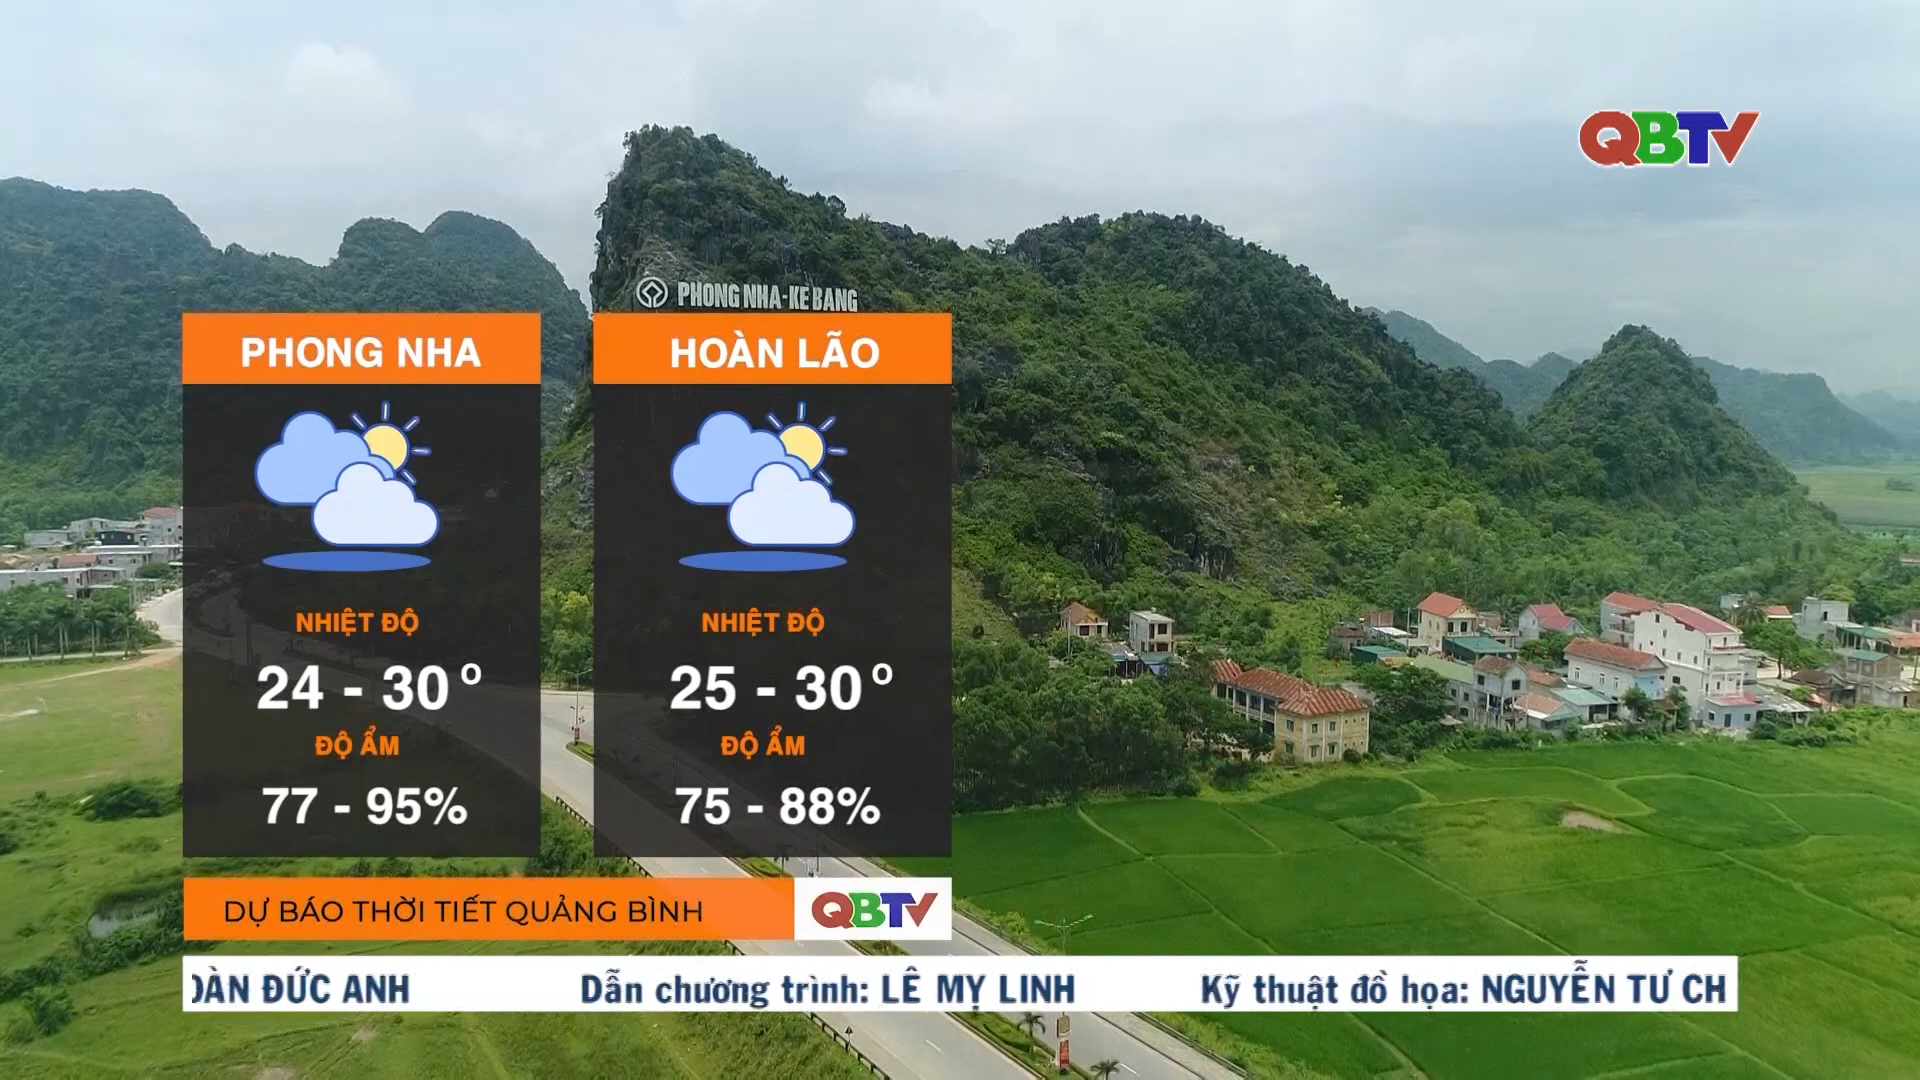 QBTV
PHONG NHA-KE BANG
PHONG NHA
NHIỆT ĐỘ
24 - 30°
ĐỘ ẨM
77 - 95%
HOÀN LÃO
NHIỆT ĐỘ
25 - 30°
ĐỘ ẨM
75 - 88%
DỰ BÁO THỜI TIẾT QUẢNG BÌNH
QBTV
ĐỨC ANH Dẫn chương trình: LÊ MỸ LINH Kỹ thuật đồ họa: NGUYỄN TƯ CH